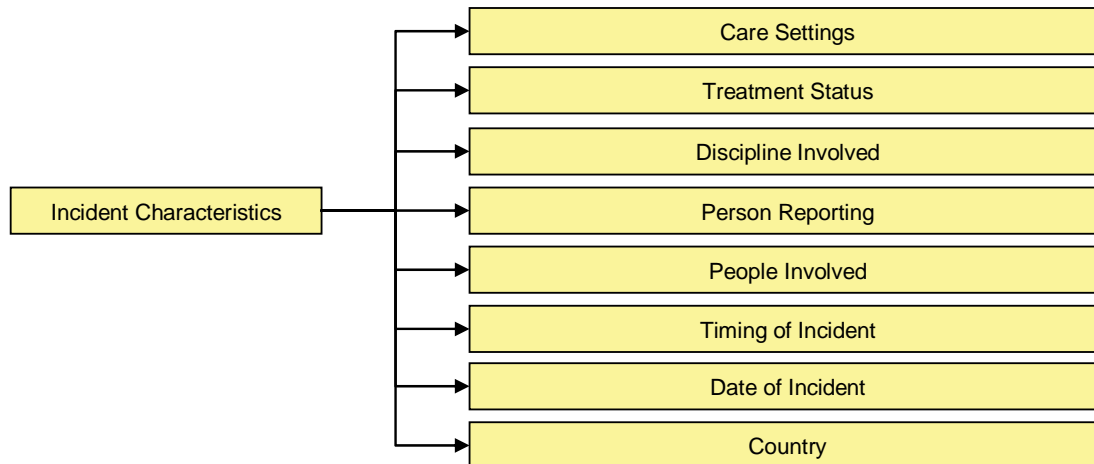 Care Settings
Treatment Status
Discipline Involved
Incident Characteristics
Person Reporting
People Involved
Timing of Incident
Date of Incident
Country